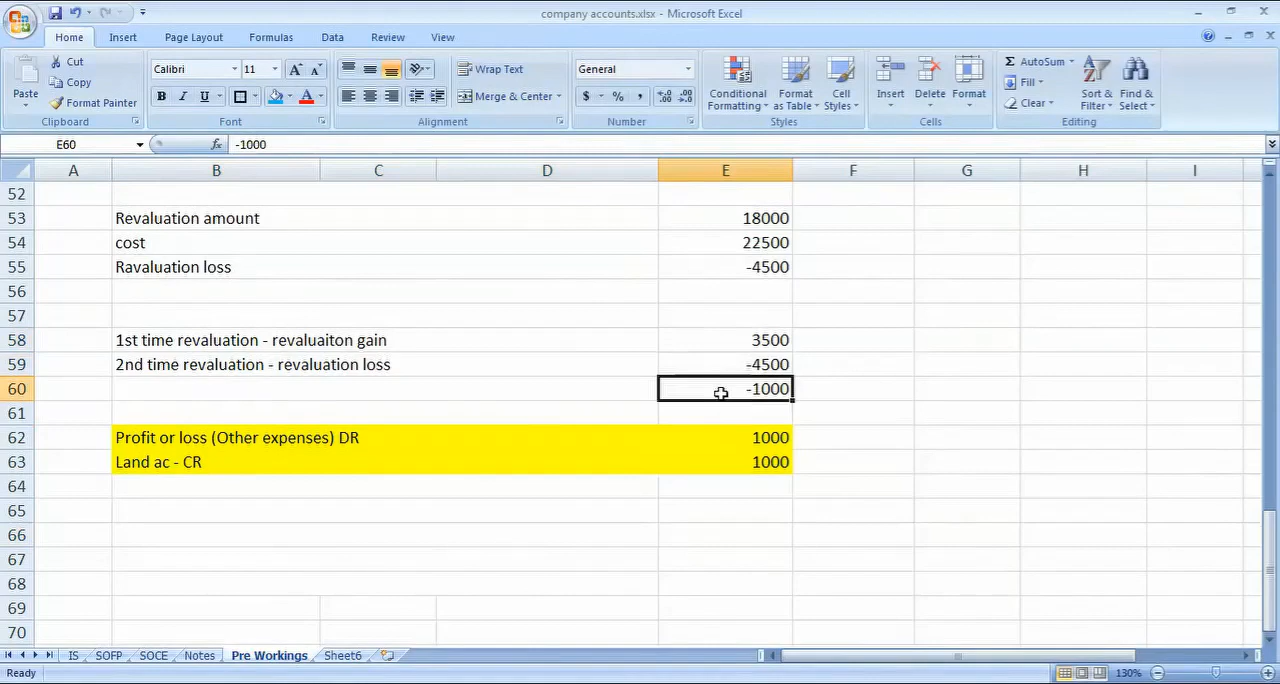 company accounts.xlsx - Microsoft Excel
Home Insert Page Layout Formulas Data Review View
Cut
Copy
Format Painter
Paste
Clipboard
Calibri 11
B I U
Font
Wrap Text
Merge & Center
Alignment
General
$ % ,
Number
Conditional Formatting
Format as Table
Cell Styles
Styles
Insert Delete Format
Cells
AutoSum
Fill
Clear
Sort & Filter
Find & Select
Editing
E60 fx -1000
A B C D E F G H I
52
53 Revaluation amount 18000
54 cost 22500
55 Ravaluation loss -4500
56
57
58 1st time revaluation - revaluaiton gain 3500
59 2nd time revaluation - revaluation loss -4500
60 -1000
61
62 Profit or loss (Other expenses) DR 1000
63 Land ac - CR 1000
64
65
66
67
68
69
70
IS SOFP SOCE Notes Pre Workings Sheet6
Ready 130%